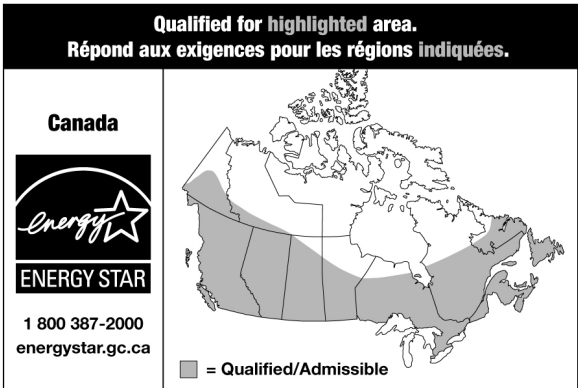 Qualified for highlighted area.
Répond aux exigences pour les régions indiquées.
Canada
energy
ENERGY STAR
1 800 387-2000
energystar.gc.ca
= Qualified/Admissible